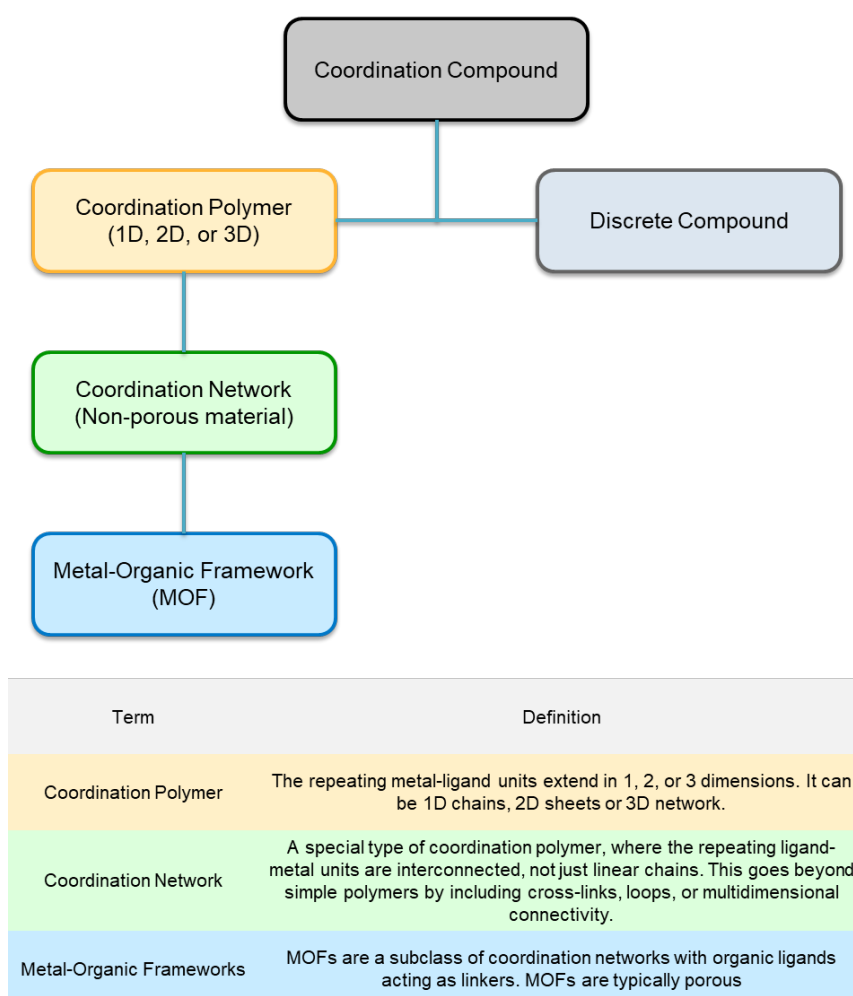 Coordination Compound
Coordination Polymer
(1D, 2D, or 3D)
Discrete Compound
Coordination Network
(Non-porous material)
Metal-Organic Framework
(MOF)
Term
Definition
Coordination Polymer
The repeating metal-ligand units extend in 1, 2, or 3 dimensions. It can
be 1D chains, 2D sheets or 3D network.
Coordination Network
A special type of coordination polymer, where the repeating ligand-
metal units are interconnected, not just linear chains. This goes beyond
simple polymers by including cross-links, loops, or multidimensional
connectivity.
Metal-Organic Frameworks
MOFs are a subclass of coordination networks with organic ligands
acting as linkers. MOFs are typically porous